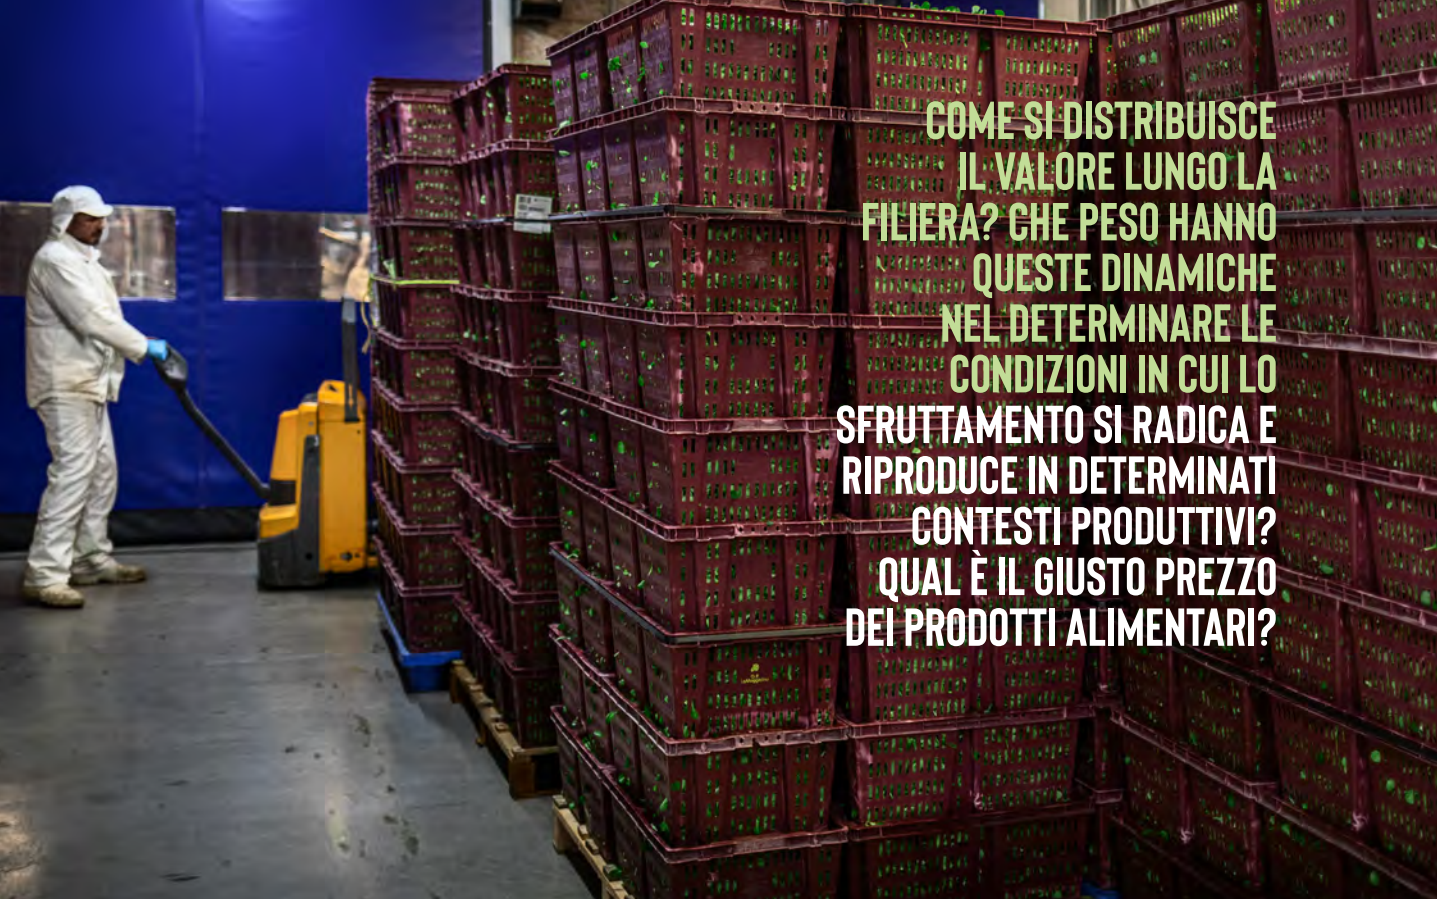 COME SI DISTRIBUISCE
IL VALORE LUNGO LA
FILIERA? CHE PESO HANNO
QUESTE DINAMICHE
NEL DETERMINARE LE
CONDIZIONI IN CUI LO
SFRUTTAMENTO SI RADICA E
RIPRODUCE IN DETERMINATI
CONTESTI PRODUTTIVI?
QUAL È IL GIUSTO PREZZO
DEI PRODOTTI ALIMENTARI?